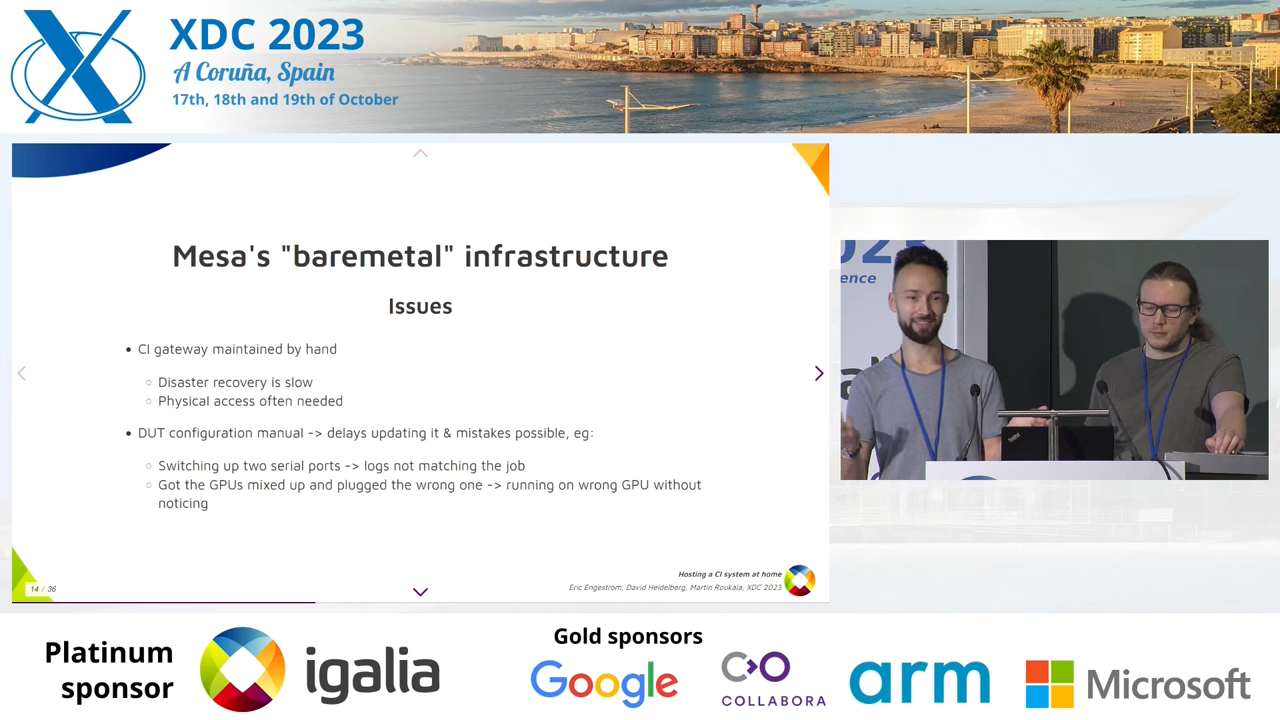 XDC 2023
A Coruña, Spain
17th, 18th and 19th of October
Mesa's "baremetal" infrastructure
Issues
• CI gateway maintained by hand
○ Disaster recovery is slow
○ Physical access often needed
• DUT configuration manual -> delays updating it & mistakes possible, eg:
○ Switching up two serial ports -> logs not matching the job
○ Got the GPUs mixed up and plugged the wrong one -> running on wrong GPU without
noticing
14 / 36
Hosting a CI system at home
Eric Engestrom, David Heidelberg, Martin Roukala, XDC 2023
023
ence
Platinum
sponsor
igalia
Gold sponsors
Google
COLLABORA
arm
Microsoft